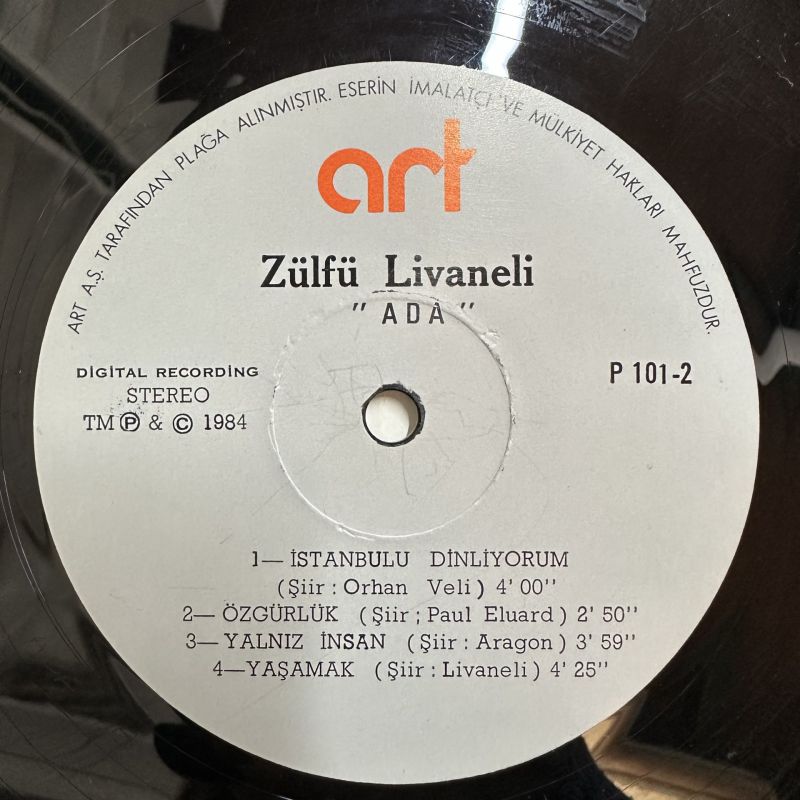 ART A.Ş. TARAFINDAN PLAĞA ALINMIŞTIR. ESERİN İMALATÇI VE MÜLKİYET HAKLARI MAHFUZDUR.
art
Zülfü Livaneli
"ADA"
DİGİTAL RECORDİNG
STEREO
TM Ⓟ & © 1984
P 101-2
1— İSTANBULU DİNLİYORUM
(Şiir : Orhan Veli) 4' 00''
2— ÖZGÜRLÜK (Şiir ; Paul Eluard) 2' 50''
3— YALNIZ İNSAN (Şiir : Aragon) 3' 59''
4—YAŞAMAK (Şiir : Livaneli) 4' 25''